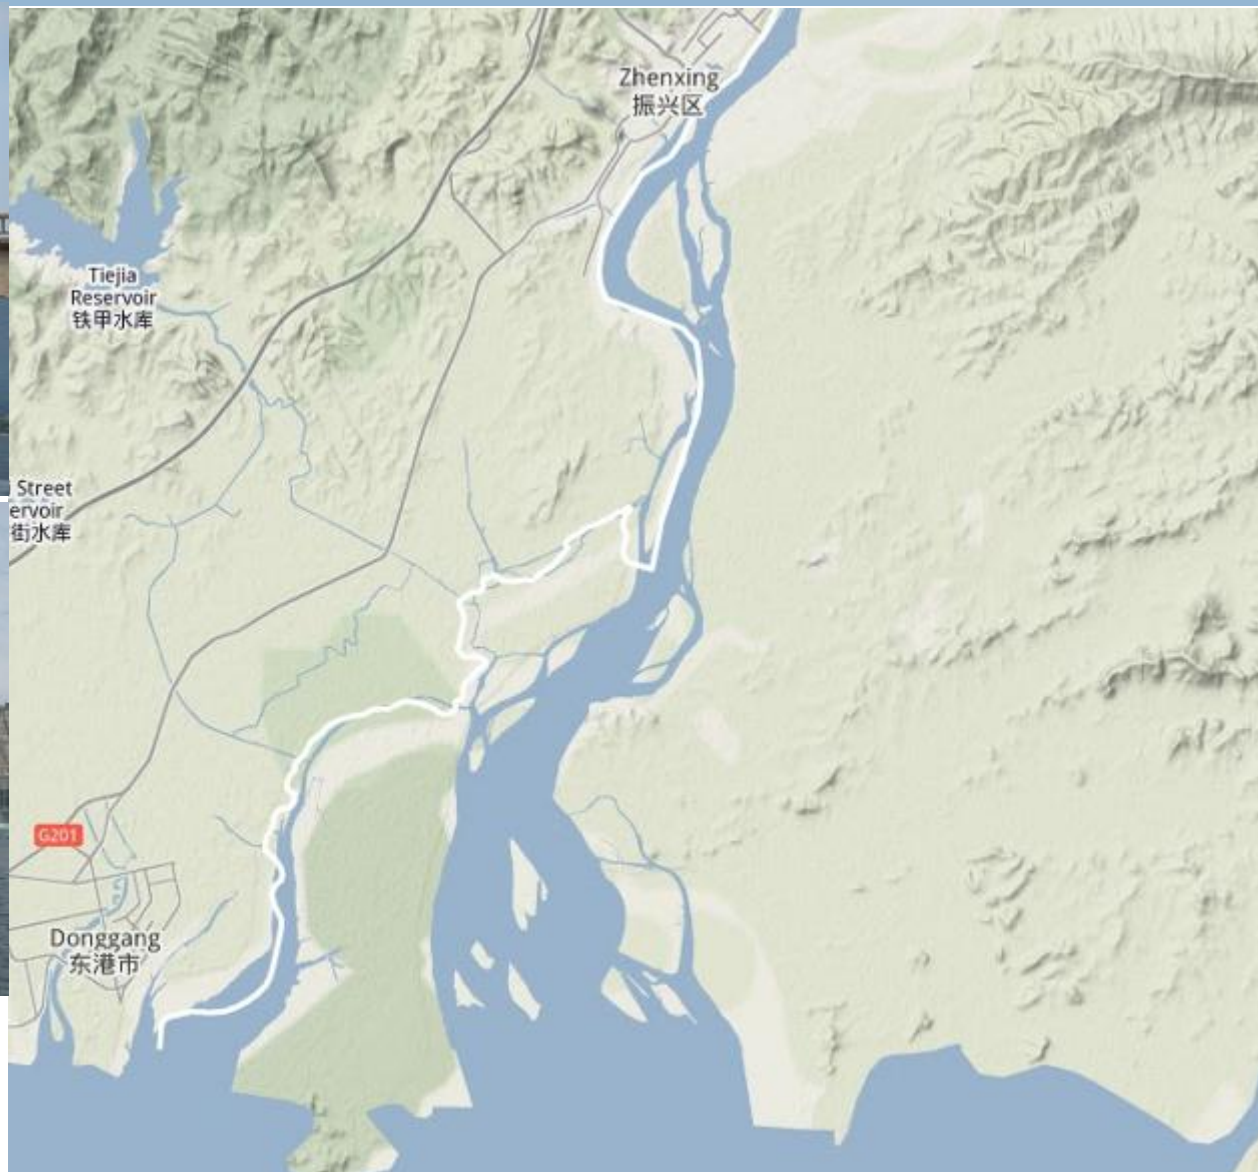 Zhenxing
振兴区
Tiejia
Reservoir
铁甲水库
Street
ervoir
街水库
G201
Donggang
东港市